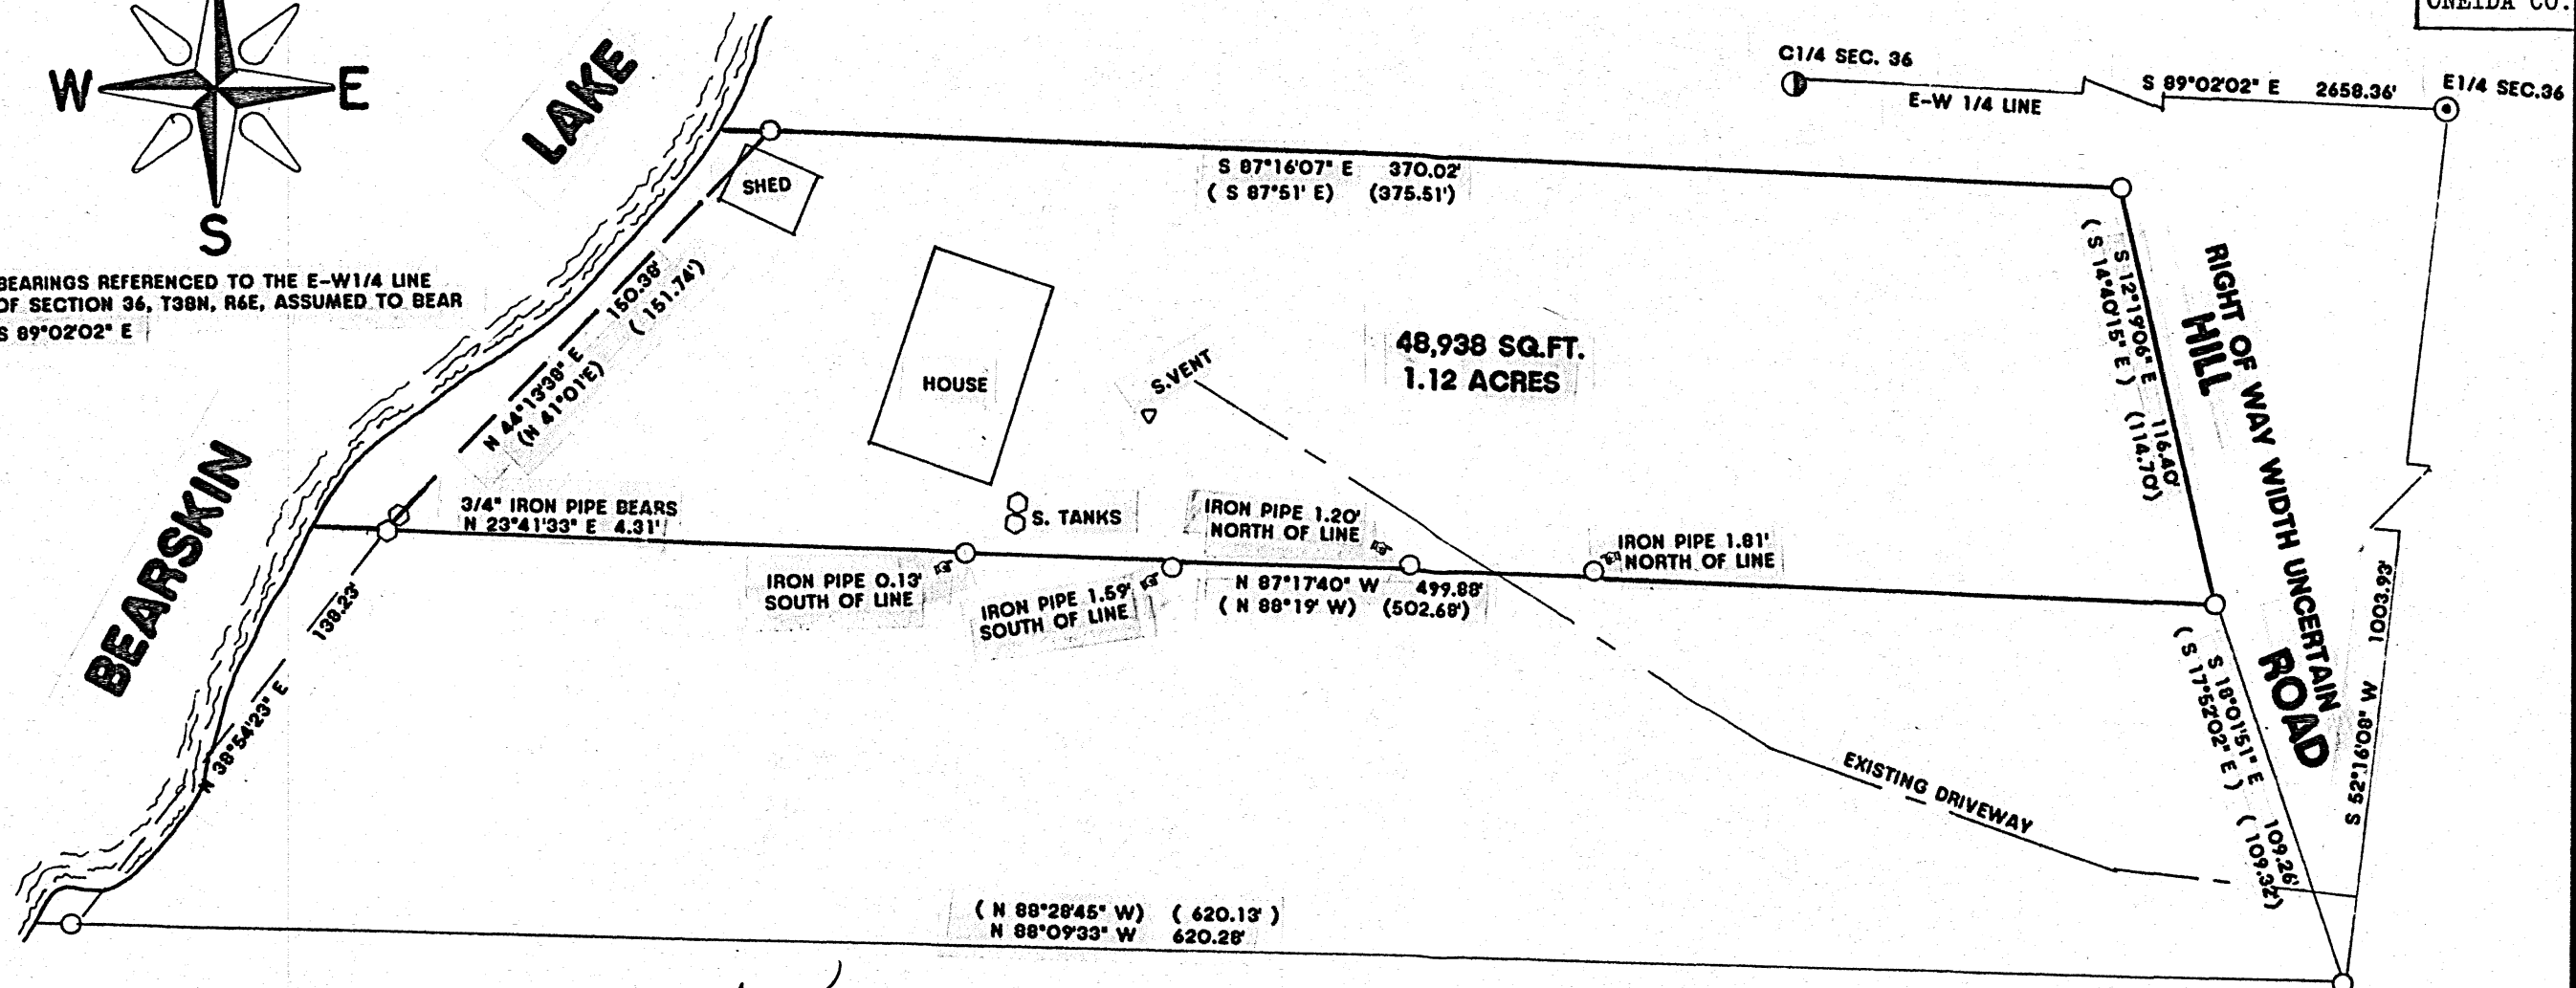 ONEIDA CO.
W
E
S
BEARINGS REFERENCED TO THE E-W1/4 LINE
OF SECTION 36, T38N, R6E, ASSUMED TO BEAR
S 89°02'02" E
LAKE
BEARSKIN
C1/4 SEC. 36
E-W 1/4 LINE
S 89°02'02" E 2658.36'
E1/4 SEC.36
S 87°16'07" E 370.02'
( S 87°51' E) (375.51')
SHED
150.38'
( 151.74')
N 44°13'38" E
(N 41°01'E)
HOUSE
S.VENT
48,938 SQ.FT.
1.12 ACRES
S 12°19'06" E 116.40'
( S 14°40'15" E ) (114.70')
RIGHT OF WAY WIDTH UNCERTAIN
HILL
ROAD
3/4" IRON PIPE BEARS
N 23°41'33" E 4.31'
S. TANKS
IRON PIPE 1.20'
NORTH OF LINE
IRON PIPE 1.81'
NORTH OF LINE
IRON PIPE 0.13'
SOUTH OF LINE
IRON PIPE 1.59'
SOUTH OF LINE
N 87°17'40" W 499.88'
( N 88°19' W) (502.68')
138.23'
N 38°54'23" E
S 18°01'51" E 109.26'
( S 17°52'02" E ) ( 109.32')
S 52°16'08" W 1003.93'
EXISTING DRIVEWAY
( N 88°28'45" W) ( 620.13' )
N 88°09'33" W 620.28'